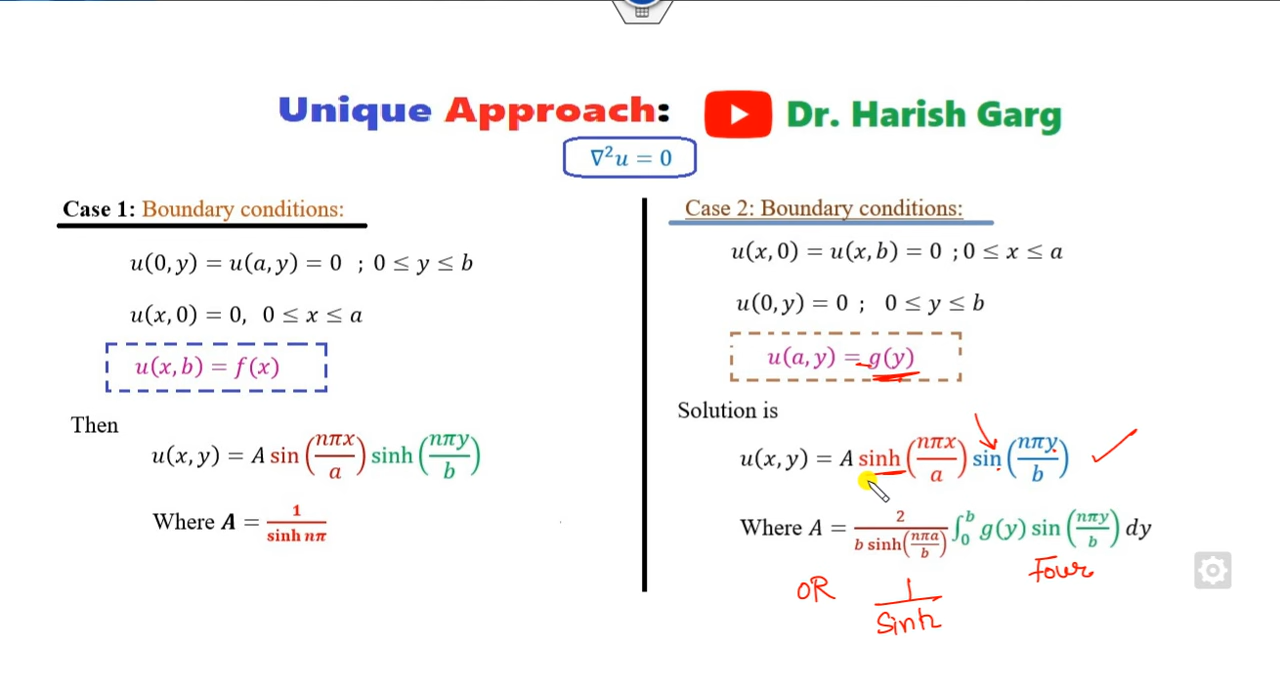 Unique Approach: Dr. Harish Garg
∇²u = 0
Case 1: Boundary conditions:
u(0, y) = u(a, y) = 0 ; 0 ≤ y ≤ b
u(x, 0) = 0, 0 ≤ x ≤ a
u(x, b) = f(x)
Then
u(x, y) = A sin (nπx/a) sinh (nπy/b)
Where A = 1/sinh nπ
Case 2: Boundary conditions:
u(x, 0) = u(x, b) = 0 ; 0 ≤ x ≤ a
u(0, y) = 0 ; 0 ≤ y ≤ b
u(a, y) = g(y)
Solution is
u(x, y) = A sinh (nπx/a) sin (nπy/b)
Where A = 2/(b sinh(nπa/b)) ∫₀ᵇ g(y) sin (nπy/b) dy
Four
OR 1/Sinh